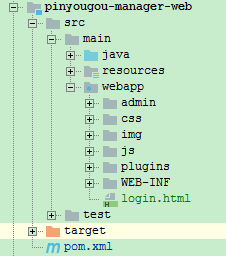 pinyougou-manager-web
src
main
java
resources
webapp
admin
css
img
js
plugins
WEB-INF
login.html
test
target
pom.xml